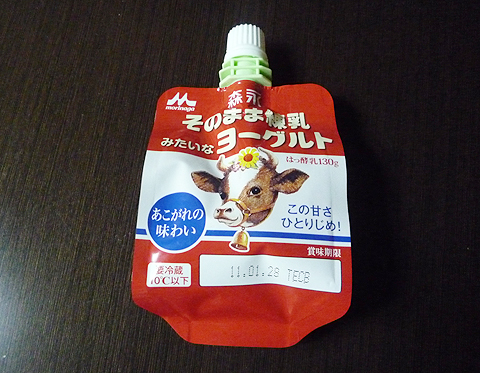 森永
morinaga
そのまま練乳
みたいな
ヨーグルト
はっ酵乳130g
あこがれの
味わい
この甘さ
ひとりじめ!
賞味期限
要冷蔵
10℃以下
11.01.28 TECB